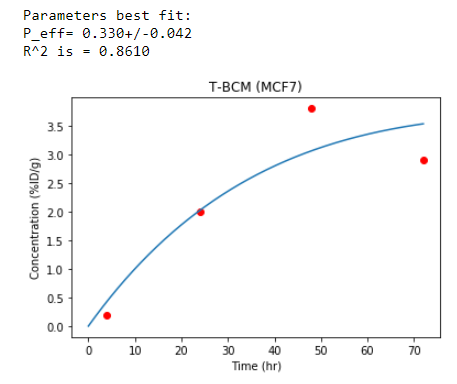 Parameters best fit:
P_eff= 0.330+/-0.042
R^2 is = 0.8610
T-BCM (MCF7)
Concentration (%ID/g)
3.5
3.0
2.5
2.0
1.5
1.0
0.5
0.0
0 10 20 30 40 50 60 70
Time (hr)